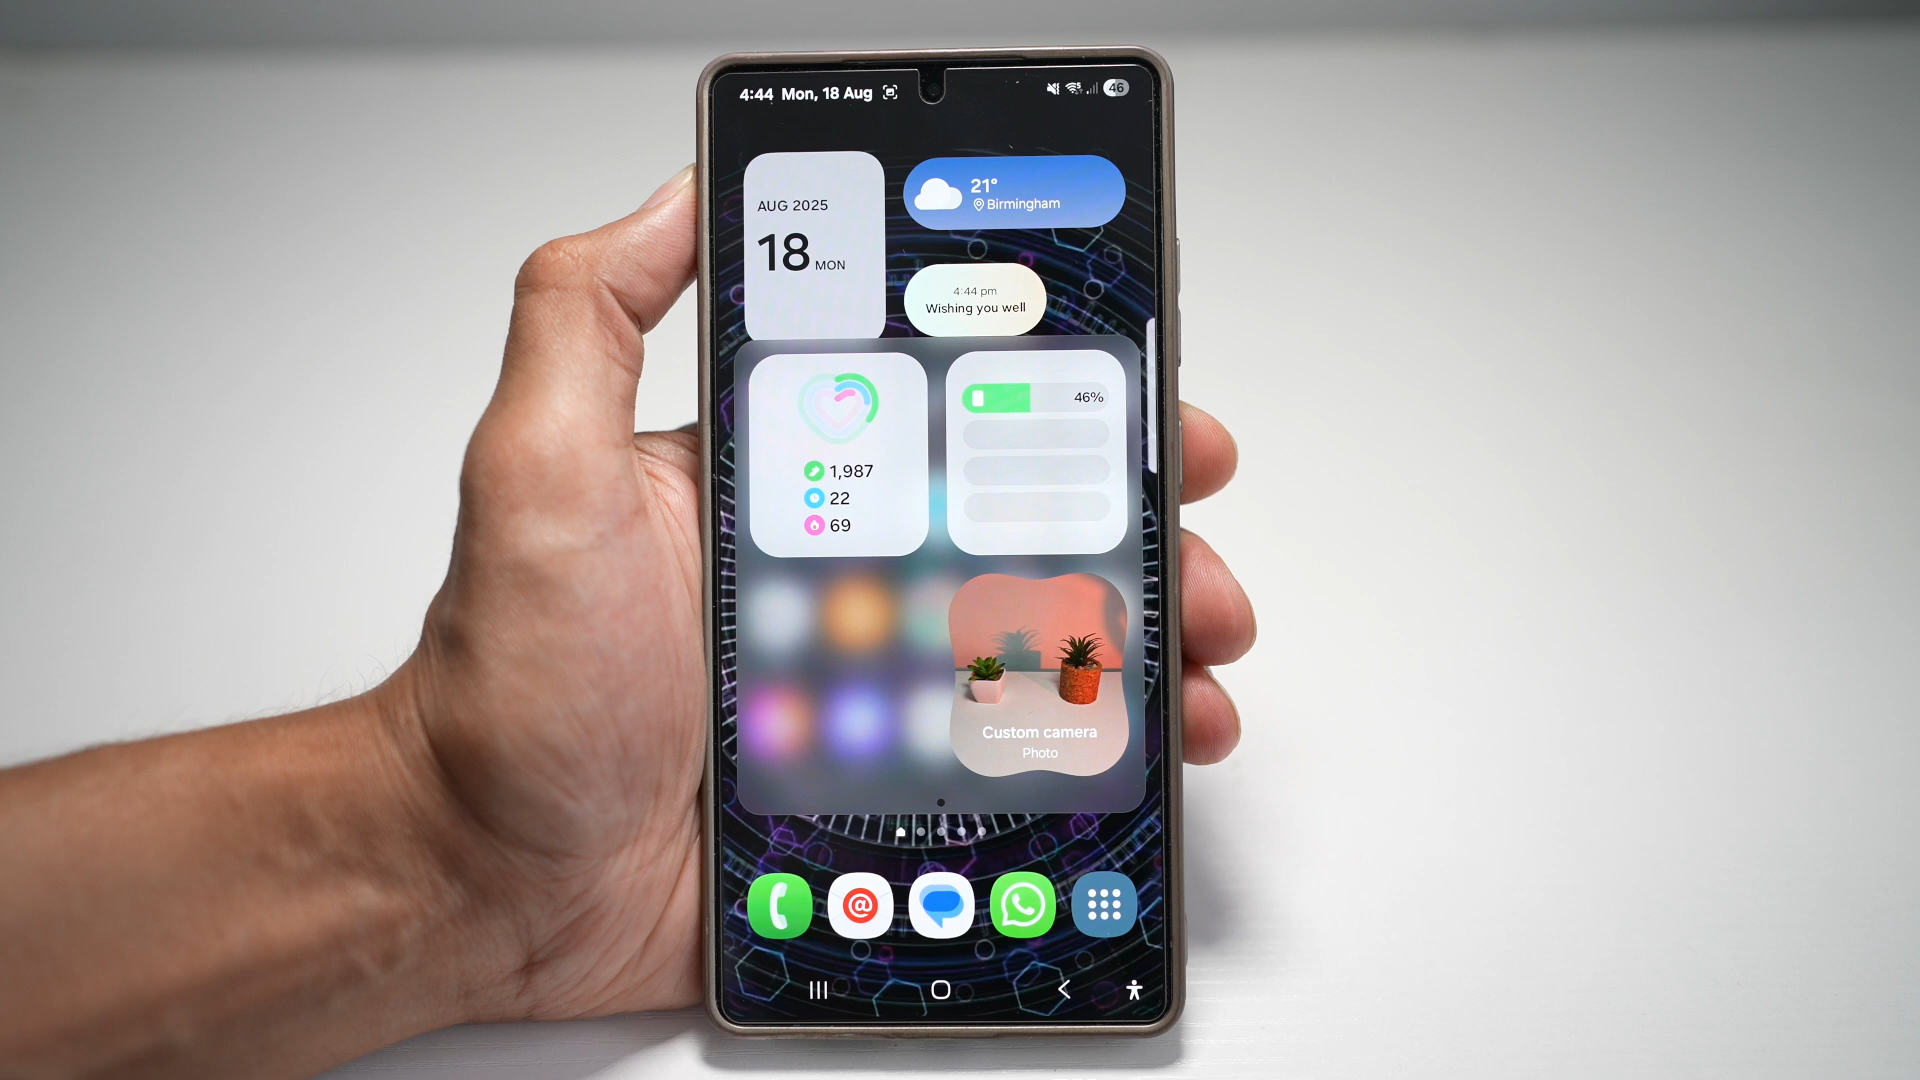 4:44 Mon, 18 Aug
46
AUG 2025
18 MON
21°
Birmingham
4:44 pm
Wishing you well
1,987
22
69
46%
Custom camera
Photo
@